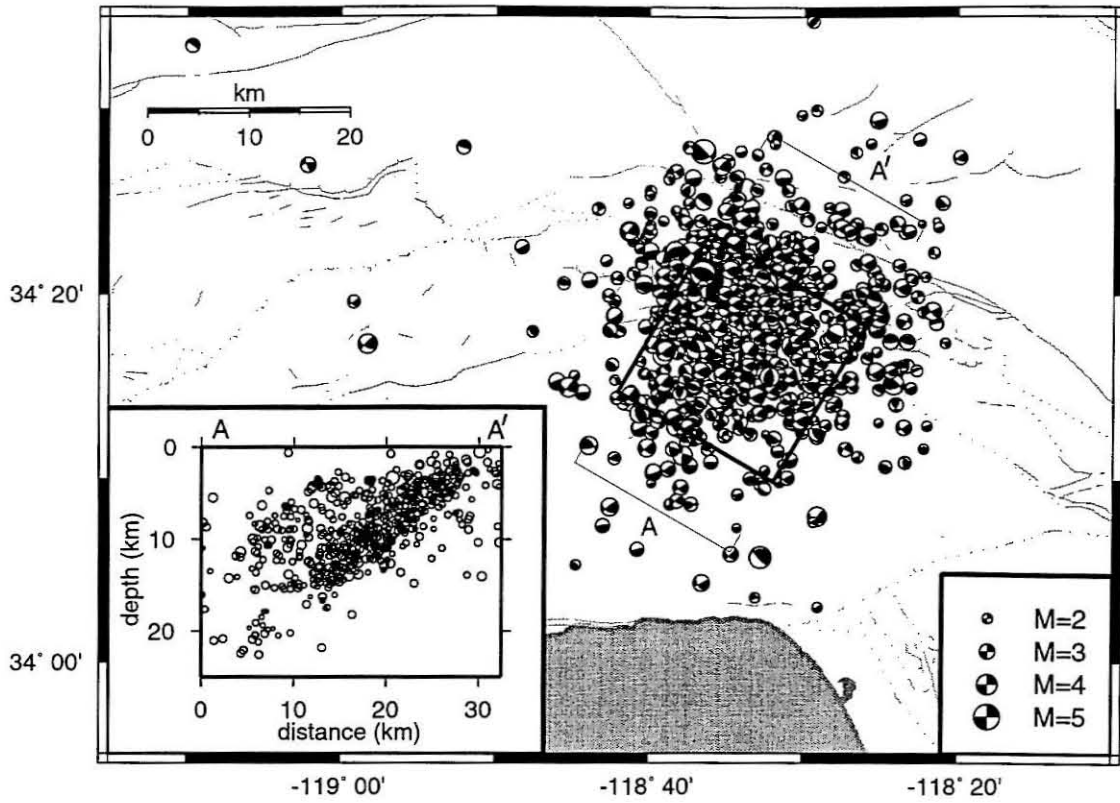 km
0 10 20
A'
34° 20'
A
A A'
0
10
20
depth (km)
0 10 20 30
distance (km)
M=2
M=3
M=4
M=5
34° 00'
-119° 00' -118° 40' -118° 20'